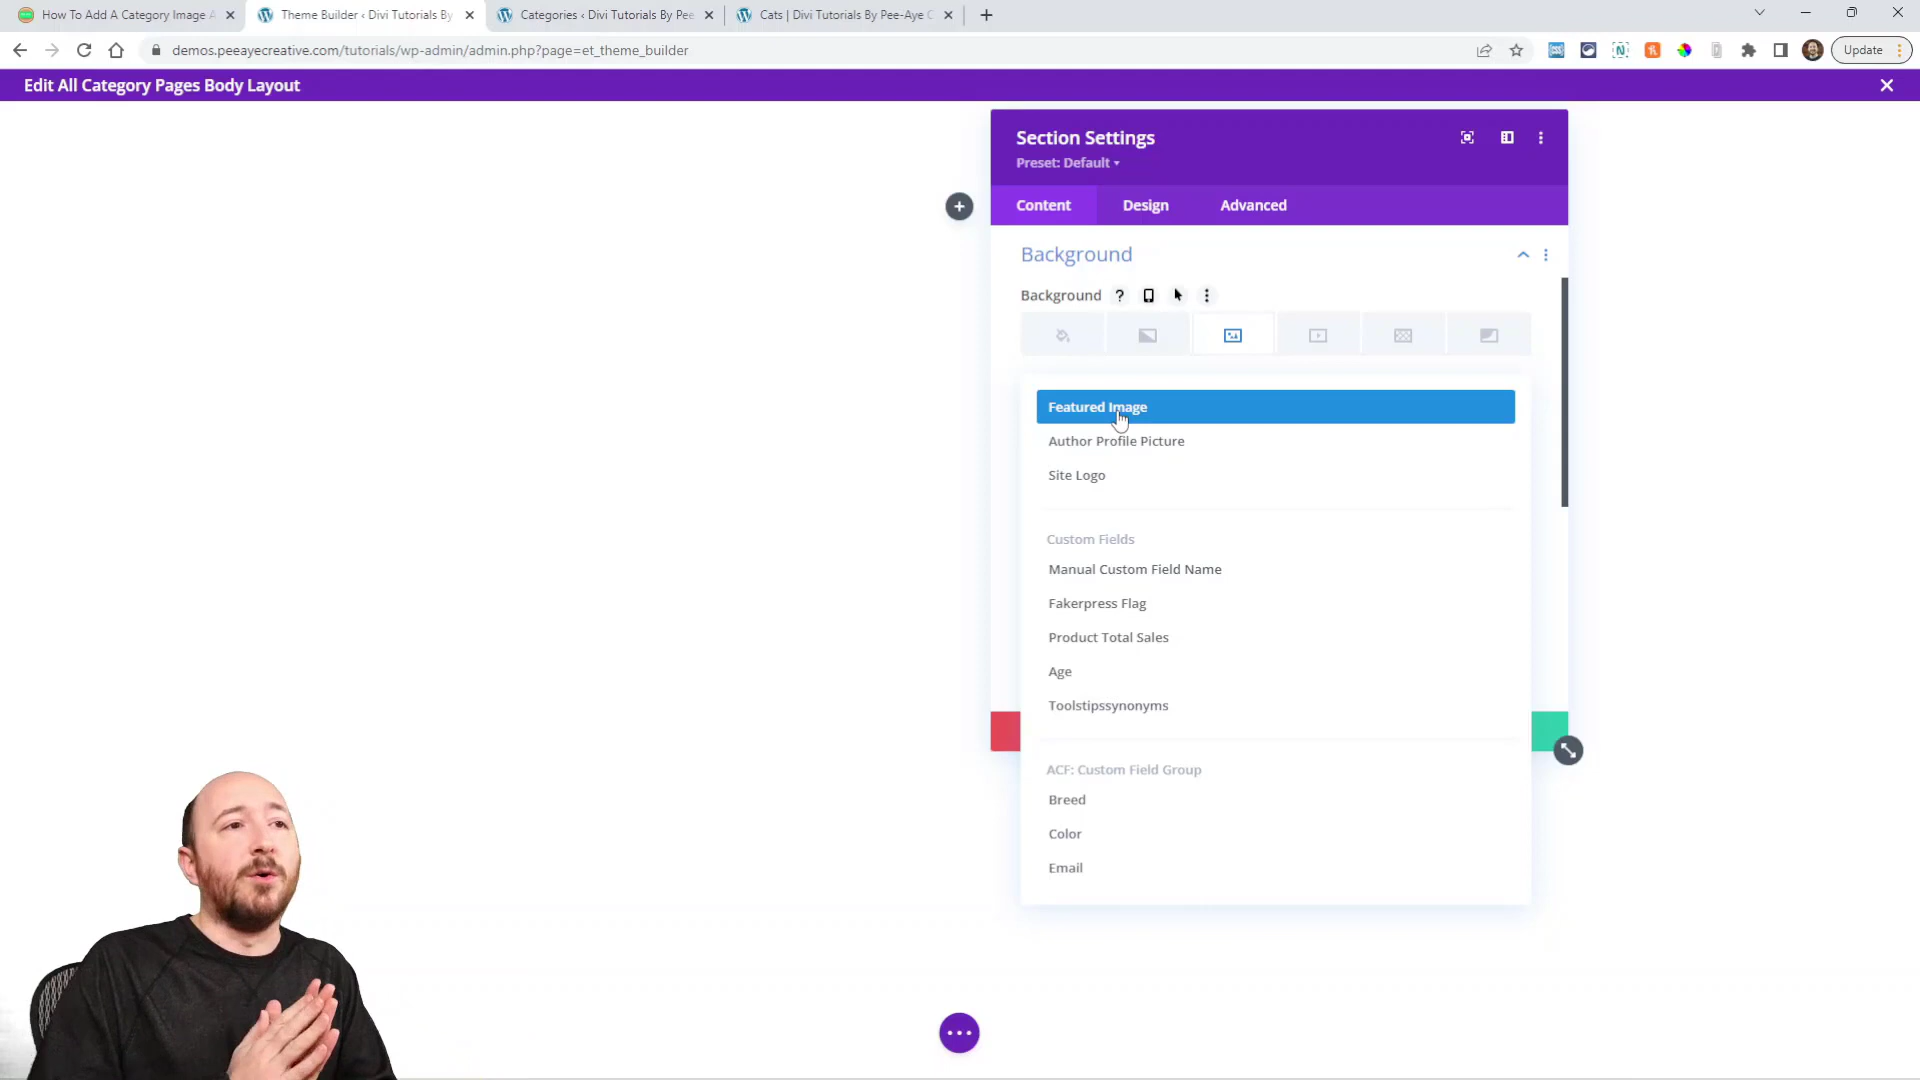 How To Add A Category Image A
Theme Builder ‹ Divi Tutorials By
Categories ‹ Divi Tutorials By Pee
Cats | Divi Tutorials By Pee-Aye C
demos.peeayecreative.com/tutorials/wp-admin/admin.php?page=et_theme_builder
Update
Edit All Category Pages Body Layout
Section Settings
Preset: Default
Content
Design
Advanced
Background
Background
Featured Image
Author Profile Picture
Site Logo
Custom Fields
Manual Custom Field Name
Fakerpress Flag
Product Total Sales
Age
Toolstipssynonyms
ACF: Custom Field Group
Breed
Color
Email